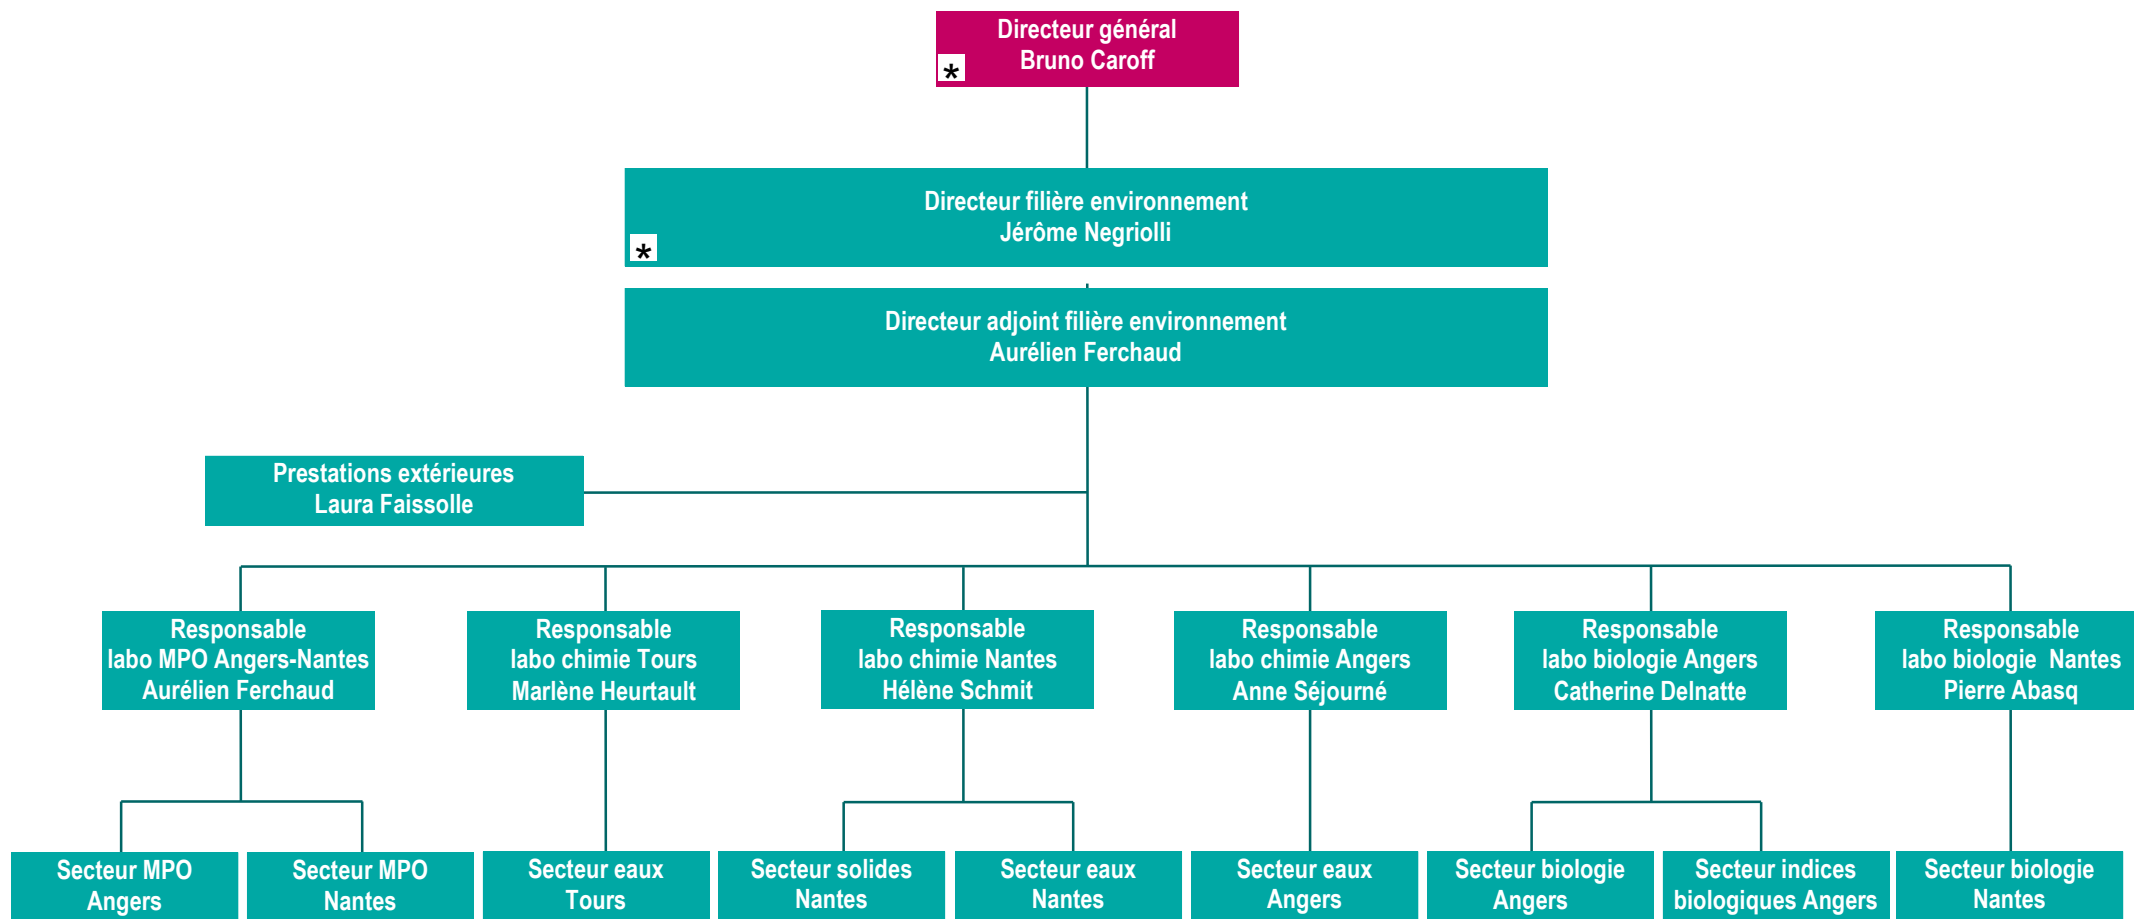 Directeur général
Bruno Caroff
*
Directeur filière environnement
Jérôme Negriolli
*
Directeur adjoint filière environnement
Aurélien Ferchaud
Prestations extérieures
Laura Faissolle
Responsable
labo MPO Angers-Nantes
Aurélien Ferchaud
Responsable
labo chimie Tours
Marlène Heurtault
Responsable
labo chimie Nantes
Hélène Schmit
Responsable
labo chimie Angers
Anne Séjourné
Responsable
labo biologie Angers
Catherine Delnatte
Responsable
labo biologie  Nantes
Pierre Abasq
Secteur MPO
Angers
Secteur MPO
Nantes
Secteur eaux
Tours
Secteur solides
Nantes
Secteur eaux
Nantes
Secteur eaux
Angers
Secteur biologie
Angers
Secteur indices
biologiques Angers
Secteur biologie
Nantes